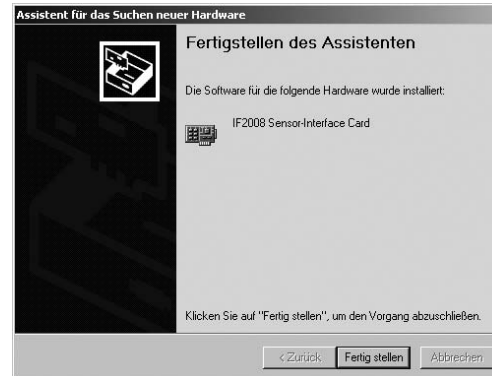 Assistent für das Suchen neuer Hardware
Fertigstellen des Assistenten
Die Software für die folgende Hardware wurde installiert:
IF2008 Sensor-Interface Card
Klicken Sie auf "Fertig stellen", um den Vorgang abzuschließen.
< Zurück Fertig stellen Abbrechen